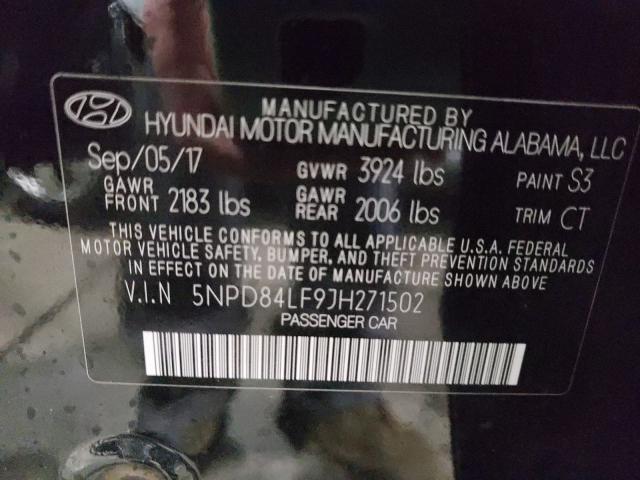 MANUFACTURED BY
HYUNDAI MOTOR MANUFACTURING ALABAMA, LLC
Sep/05/17 GVWR 3924 lbs PAINT S3
GAWR FRONT 2183 lbs GAWR REAR 2006 lbs TRIM CT
THIS VEHICLE CONFORMS TO ALL APPLICABLE U.S.A. FEDERAL
MOTOR VEHICLE SAFETY, BUMPER, AND THEFT PREVENTION STANDARDS
IN EFFECT ON THE DATE OF MANUFACTURE SHOWN ABOVE
V.I.N 5NPD84LF9JH271502
PASSENGER CAR